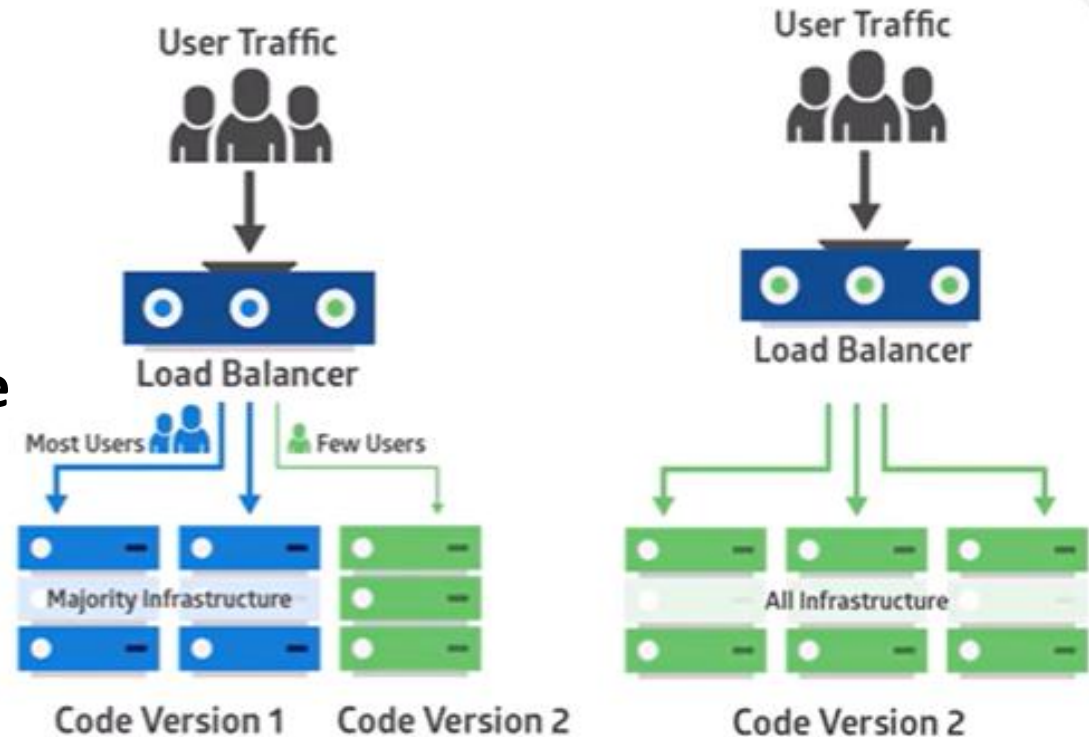 User Traffic
Load Balancer
Most Users
Few Users
Majority Infrastructure
Code Version 1
Code Version 2
User Traffic
Load Balancer
All Infrastructure
Code Version 2
e